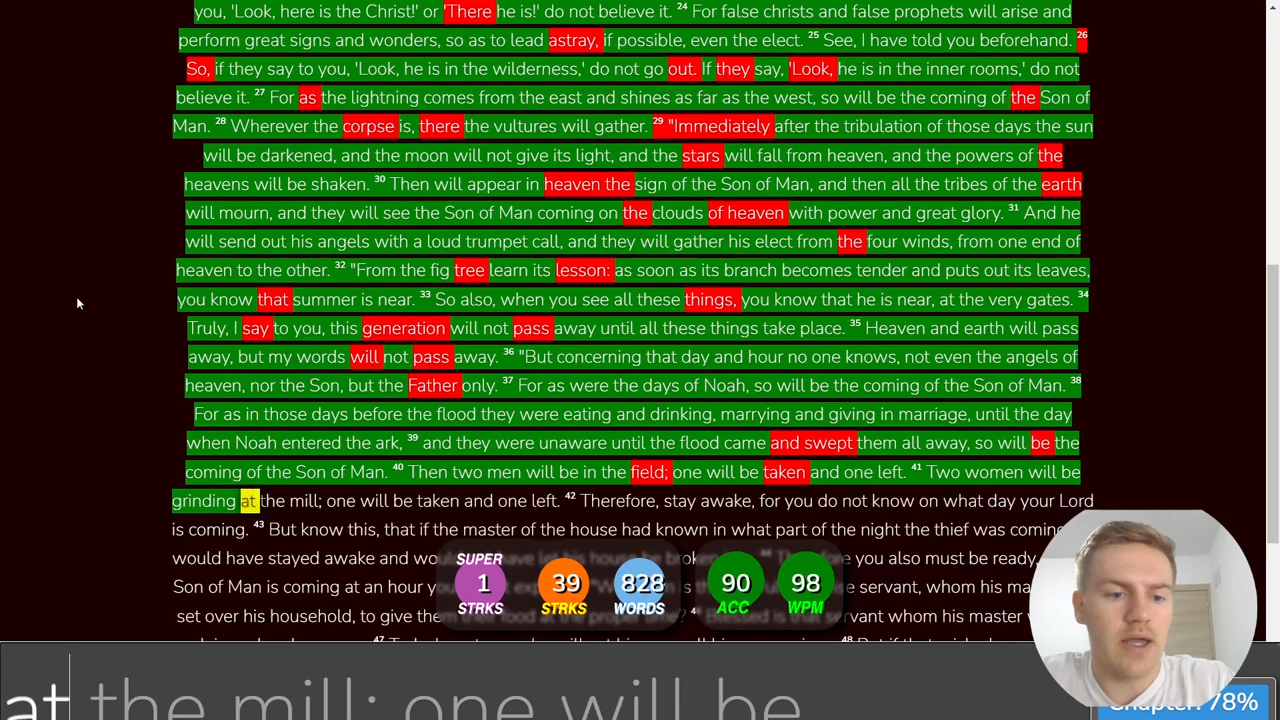 you, 'Look, here is the Christ!' or 'There he is!' do not believe it. 24 For false christs and false prophets will arise and
perform great signs and wonders, so as to lead astray, if possible, even the elect. 25 See, I have told you beforehand. 26
So, if they say to you, 'Look, he is in the wilderness,' do not go out. If they say, 'Look, he is in the inner rooms,' do not
believe it. 27 For as the lightning comes from the east and shines as far as the west, so will be the coming of the Son of
Man. 28 Wherever the corpse is, there the vultures will gather. 29 "Immediately after the tribulation of those days the sun
will be darkened, and the moon will not give its light, and the stars will fall from heaven, and the powers of the
heavens will be shaken. 30 Then will appear in heaven the sign of the Son of Man, and then all the tribes of the earth
will mourn, and they will see the Son of Man coming on the clouds of heaven with power and great glory. 31 And he
will send out his angels with a loud trumpet call, and they will gather his elect from the four winds, from one end of
heaven to the other. 32 "From the fig tree learn its lesson: as soon as its branch becomes tender and puts out its leaves,
you know that summer is near. 33 So also, when you see all these things, you know that he is near, at the very gates. 34
Truly, I say to you, this generation will not pass away until all these things take place. 35 Heaven and earth will pass
away, but my words will not pass away. 36 "But concerning that day and hour no one knows, not even the angels of
heaven, nor the Son, but the Father only. 37 For as were the days of Noah, so will be the coming of the Son of Man. 38
For as in those days before the flood they were eating and drinking, marrying and giving in marriage, until the day
when Noah entered the ark, 39 and they were unaware until the flood came and swept them all away, so will be the
coming of the Son of Man. 40 Then two men will be in the field; one will be taken and one left. 41 Two women will be
grinding at the mill; one will be taken and one left. 42 Therefore, stay awake, for you do not know on what day your Lord
is coming. 43 But know this, that if the master of the house had known in what part of the night the thief was coming
would have stayed awake and you also must be ready,
Son of Man is coming at an hour servant, whom his
set over his household, to give servant whom his master
47 48
SUPER
1 STRKS
39 STRKS
828 WORDS
90 ACC
98 WPM
at the mill; one will be
Chapter: 78%